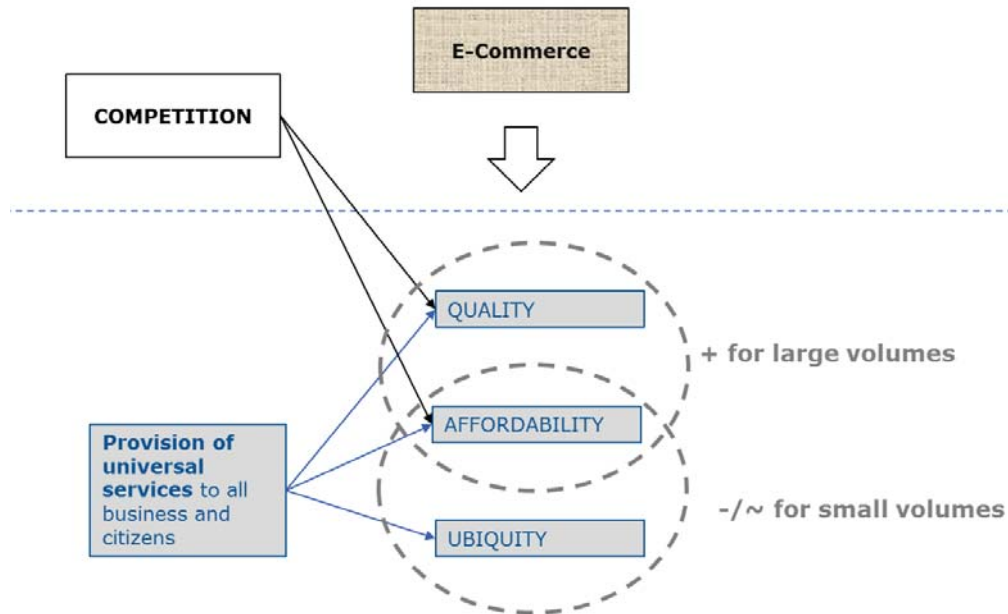 E-Commerce
COMPETITION
QUALITY
+ for large volumes
AFFORDABILITY
Provision of
universal
services to all
business and
citizens
-/~ for small volumes
UBIQUITY